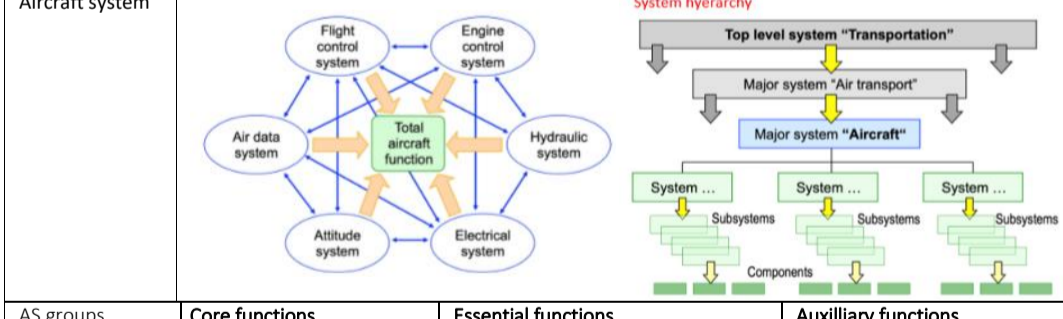 Aircraft system
System hyerarchy
Flight
control
system
Engine
control
system
Air data
system
Total
aircraft
function
Hydraulic
system
Attitude
system
Electrical
system
Top level system “Transportation”
Major system “Air transport”
Major system “Aircraft“
System ...
System ...
System ...
Subsystems
Subsystems
Subsystems
Components
AS groups
Core functions
Essential functions
Auxilliary functions